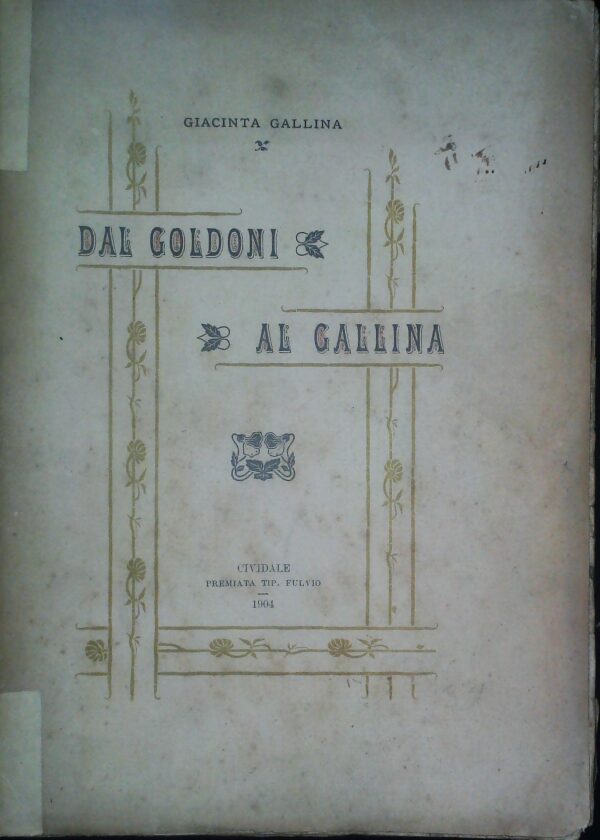 GIACINTA GALLINA
DAL GOLDONI
AL GALLINA
CIVIDALE
PREMIATA TIP. FULVIO
1904